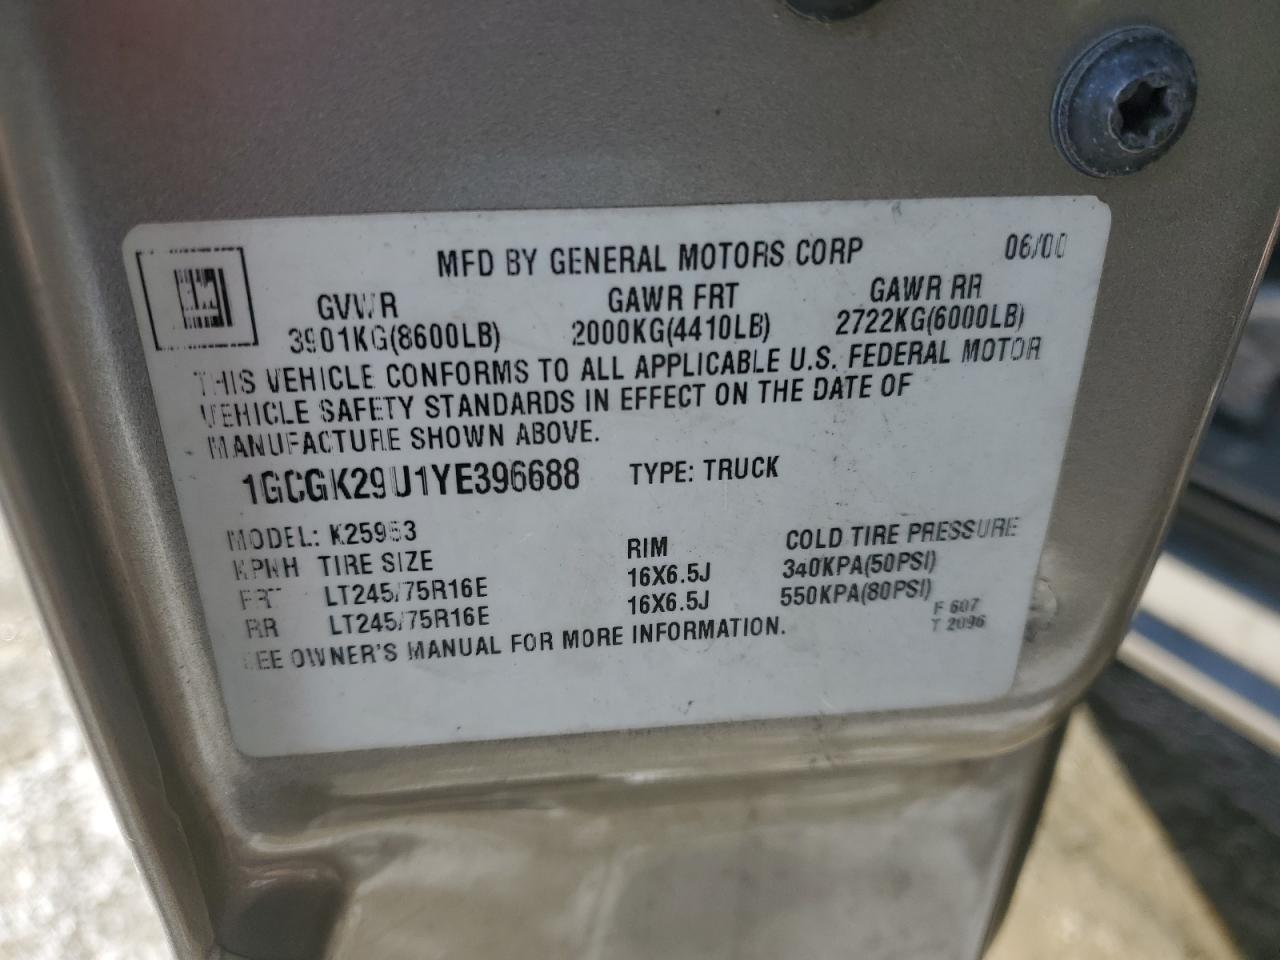 GM
MFD BY GENERAL MOTORS CORP 06/00
GVWR GAWR FRT GAWR RR
3901KG(8600LB) 2000KG(4410LB) 2722KG(6000LB)
THIS VEHICLE CONFORMS TO ALL APPLICABLE U.S. FEDERAL MOTOR
VEHICLE SAFETY STANDARDS IN EFFECT ON THE DATE OF
MANUFACTURE SHOWN ABOVE.
1GCGK29U1YE396688 TYPE: TRUCK
MODEL: K25953
TIRE SIZE RIM COLD TIRE PRESSURE
FRT LT245/75R16E 16X6.5J 340KPA(50PSI)
RR LT245/75R16E 16X6.5J 550KPA(80PSI)
SEE OWNER'S MANUAL FOR MORE INFORMATION.
F 607
T 2096